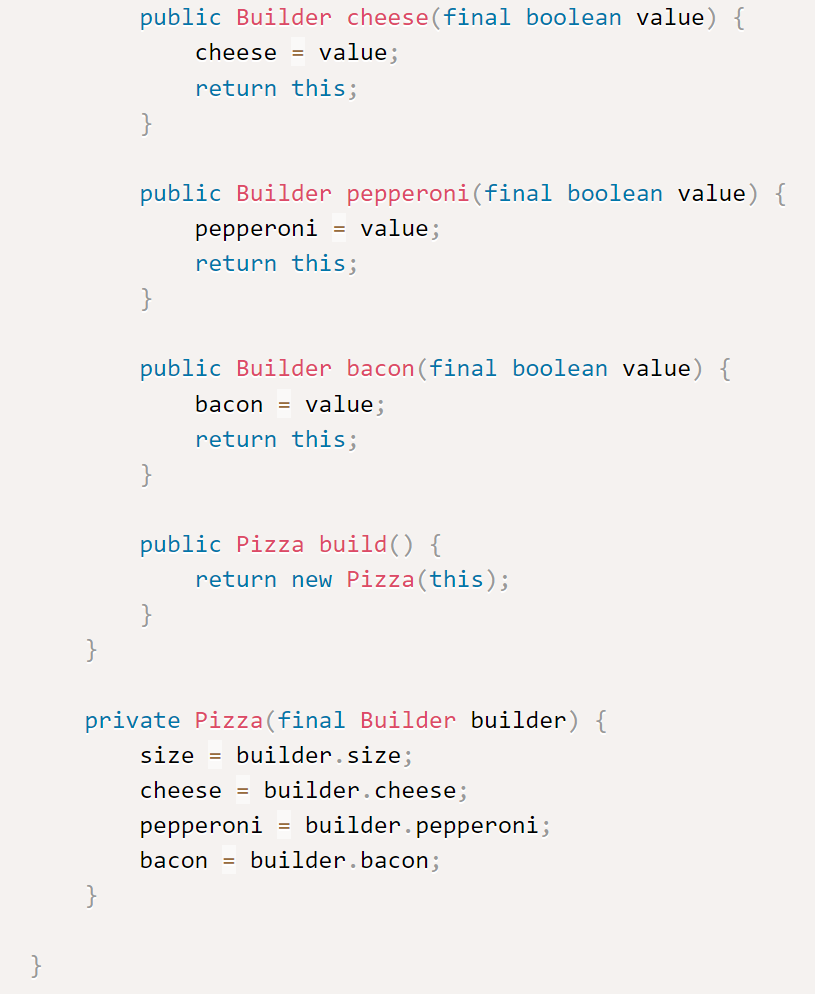 public Builder cheese(final boolean value) {
cheese = value;
return this;
}
public Builder pepperoni(final boolean value) {
pepperoni = value;
return this;
}
public Builder bacon(final boolean value) {
bacon = value;
return this;
}
public Pizza build() {
return new Pizza(this);
}
}
private Pizza(final Builder builder) {
size = builder.size;
cheese = builder.cheese;
pepperoni = builder.pepperoni;
bacon = builder.bacon;
}
}